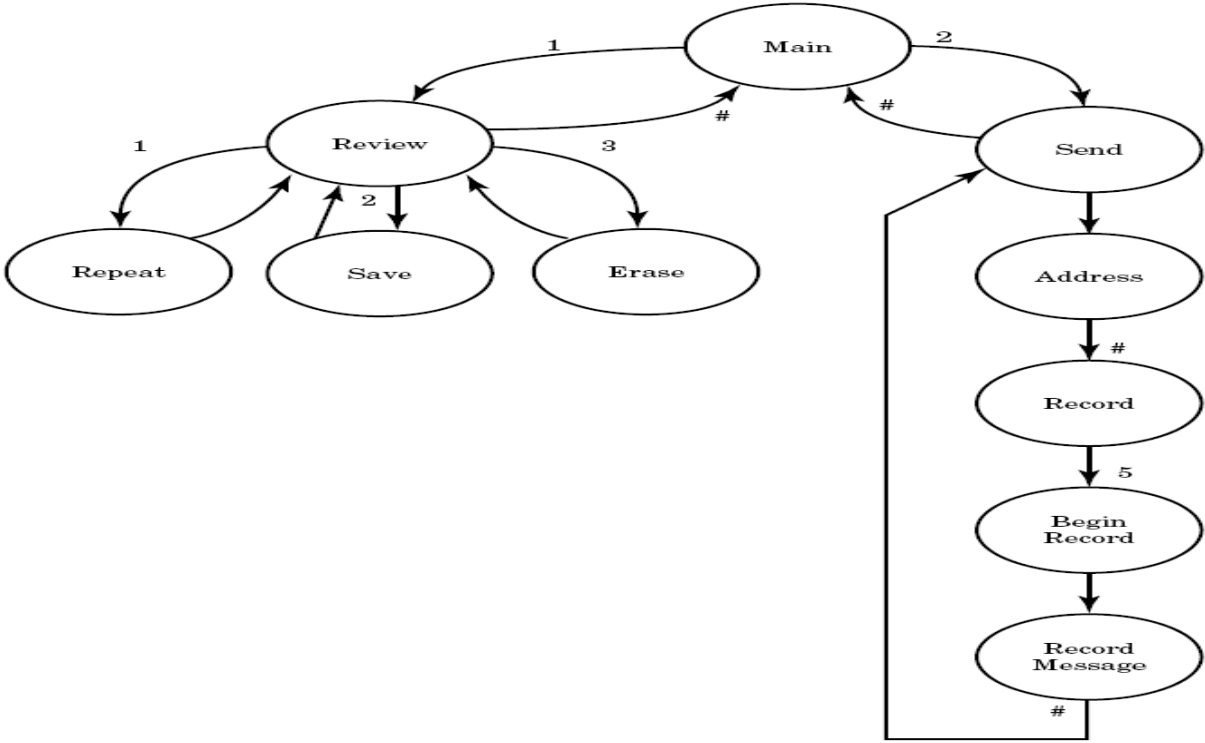 Main
1
2
#
#
Review
Send
1
3
2
Repeat
Save
Erase
Address
#
Record
5
Begin
Record
Record
Message
#